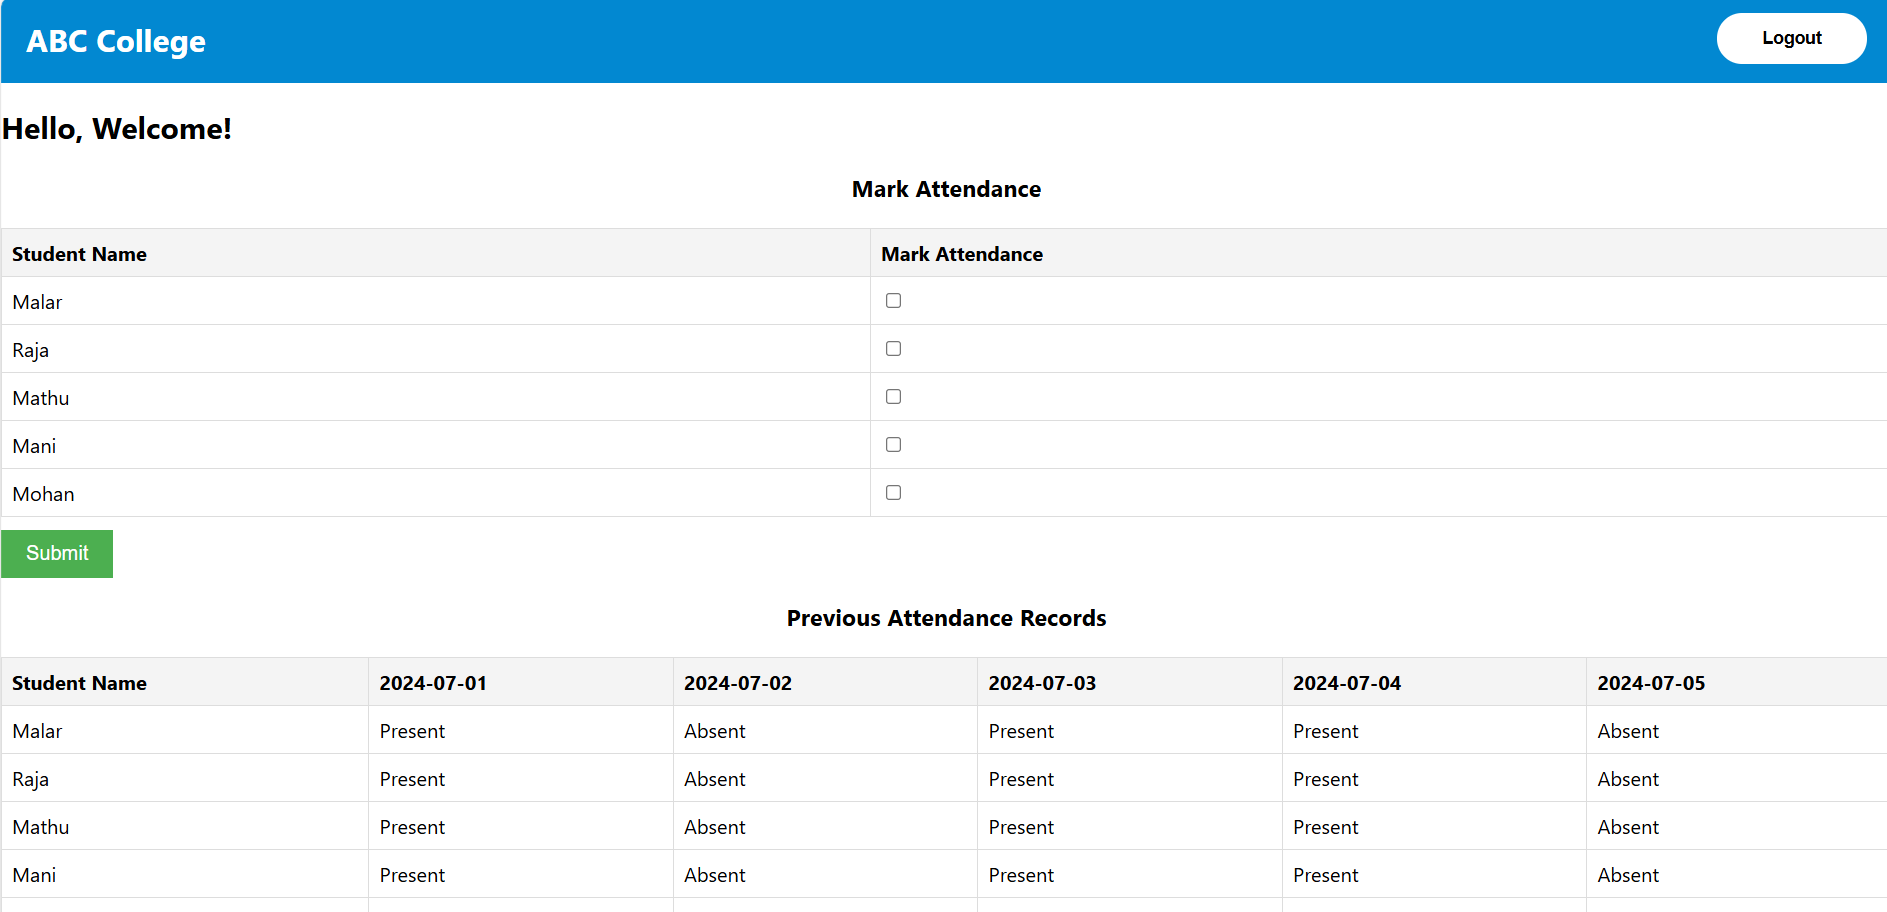 ABC College
Logout
Hello, Welcome!
Mark Attendance
Student Name Mark Attendance
Malar
Raja
Mathu
Mani
Mohan
Submit
Previous Attendance Records
Student Name 2024-07-01 2024-07-02 2024-07-03 2024-07-04 2024-07-05
Malar Present Absent Present Present Absent
Raja Present Absent Present Present Absent
Mathu Present Absent Present Present Absent
Mani Present Absent Present Present Absent